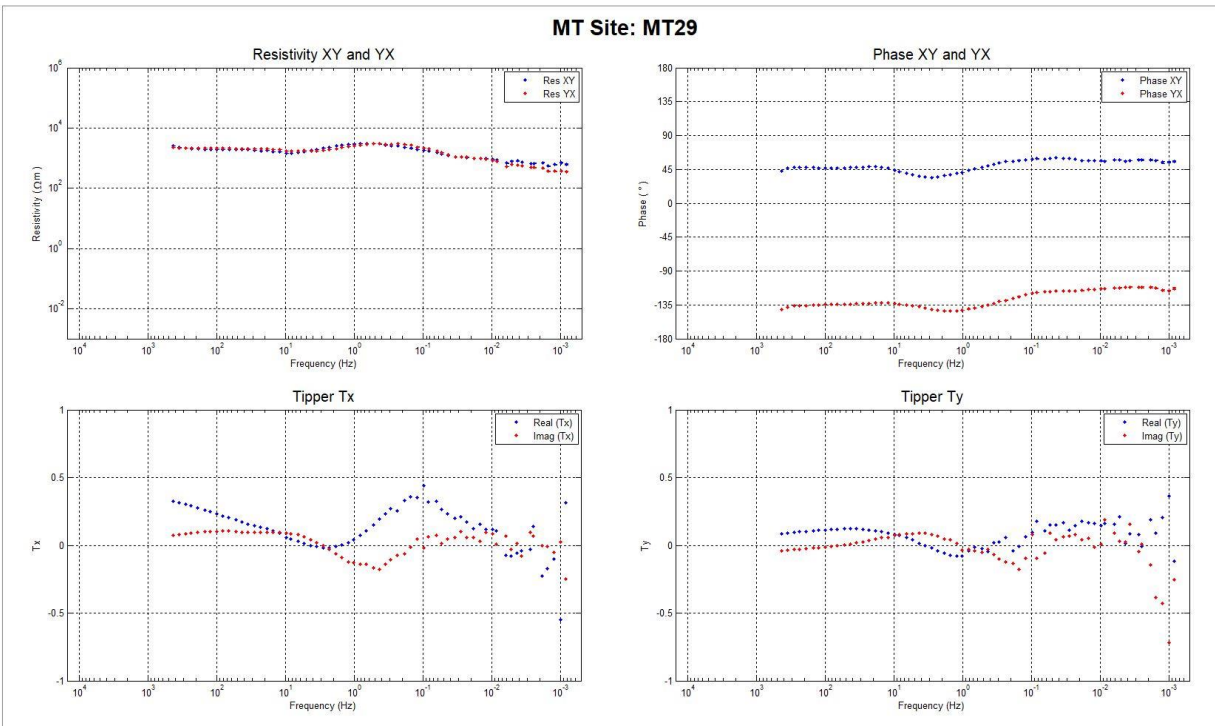 MT Site: MT29
Resistivity XY and YX
Res XY
Res YX
10^6
10^4
10^2
10^0
10^-2
Resistivity (Ωm)
10^4
10^3
10^2
10^1
10^0
10^-1
10^-2
10^-3
Frequency (Hz)
Phase XY and YX
Phase XY
Phase YX
180
135
90
45
0
-45
-90
-135
-180
Phase ( ° )
10^4
10^3
10^2
10^1
10^0
10^-1
10^-2
10^-3
Frequency (Hz)
Tipper Tx
Real (Tx)
Imag (Tx)
1
0.5
0
-0.5
-1
Tx
10^4
10^3
10^2
10^1
10^0
10^-1
10^-2
10^-3
Frequency (Hz)
Tipper Ty
Real (Ty)
Imag (Ty)
1
0.5
0
-0.5
-1
Ty
10^4
10^3
10^2
10^1
10^0
10^-1
10^-2
10^-3
Frequency (Hz)